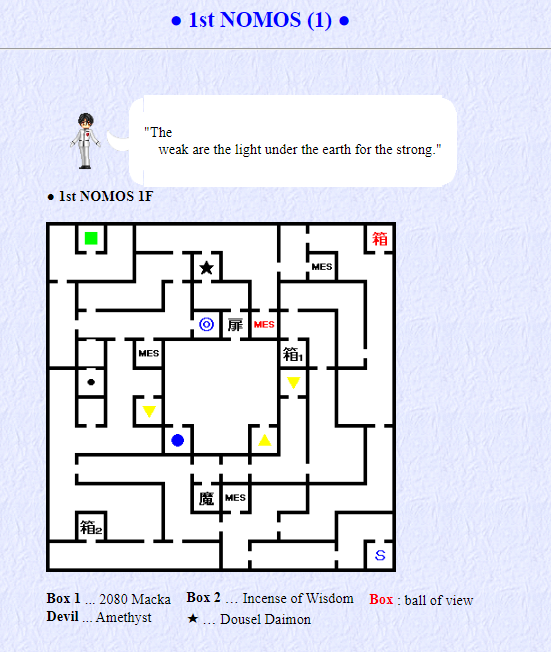 ● 1st NOMOS (1) ●
"The
weak are the light under the earth for the strong."
● 1st NOMOS 1F
箱
MES
扉 MES
MES
箱1
魔 MES
箱2
S
Box 1 ... 2080 Macka Box 2 … Incense of Wisdom Box : ball of view
Devil ... Amethyst ★ … Dousel Daimon